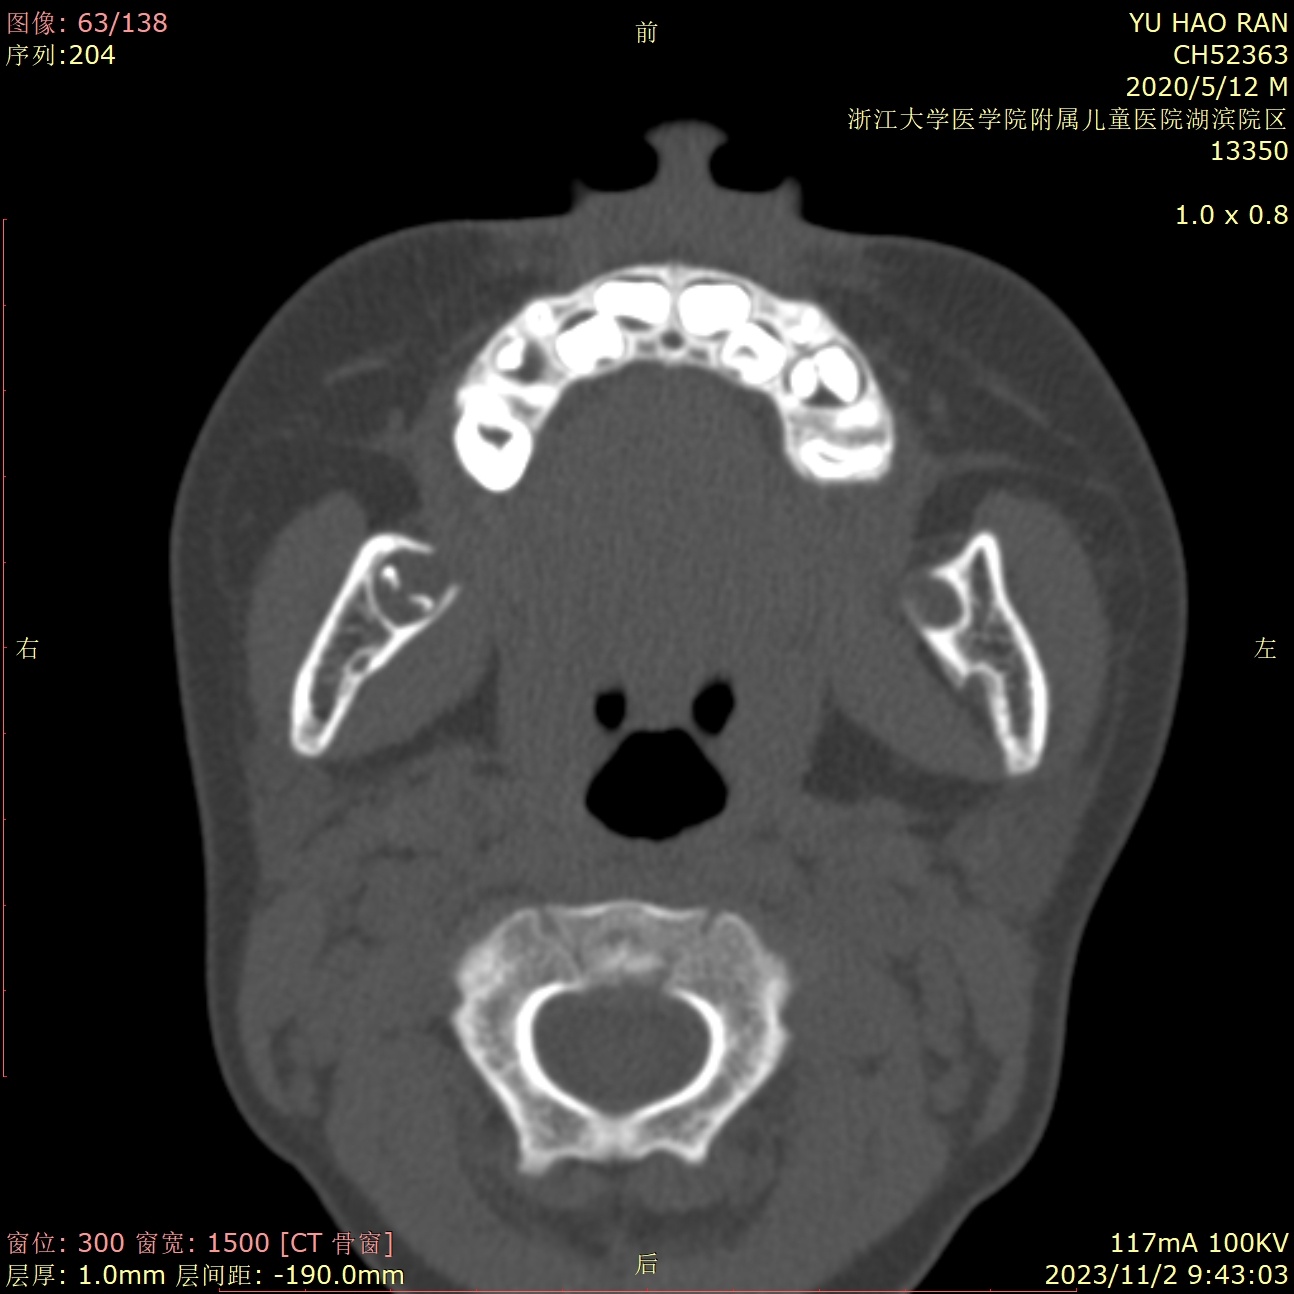 图像: 63/138
序列:204
前
YU HAO RAN
CH52363
2020/5/12 M
浙江大学医学院附属儿童医院湖滨院区
13350
1.0 x 0.8
右
左
窗位: 300 窗宽: 1500 [CT 骨窗]
层厚: 1.0mm 层间距: -190.0mm
后
117mA 100KV
2023/11/2 9:43:03